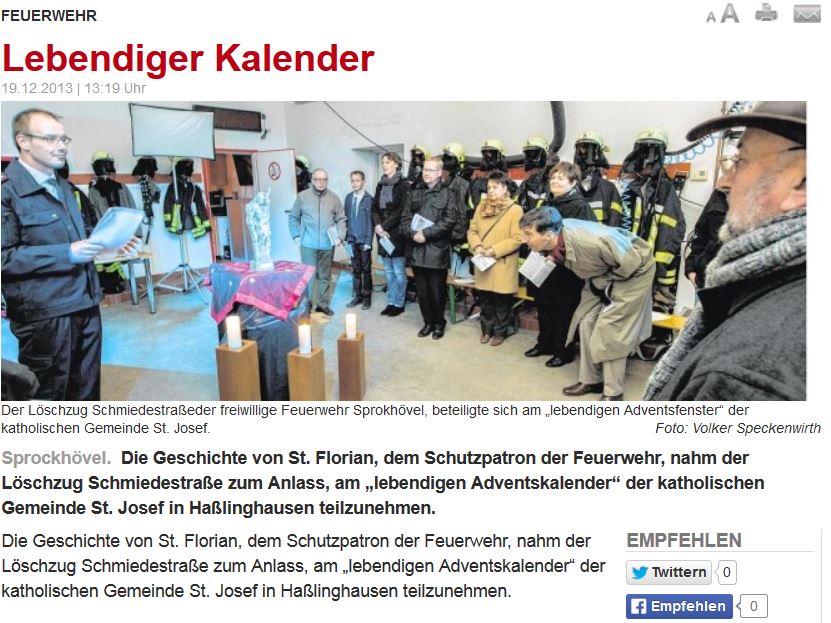 FEUERWEHR
A A
Lebendiger Kalender
19.12.2013 | 13:19 Uhr
Der Löschzug Schmiedestraßeder freiwillige Feuerwehr Sprokhövel, beteiligte sich am „lebendigen Adventsfenster“ der
katholischen Gemeinde St. Josef.
Foto: Volker Speckenwirth
Sprockhövel. Die Geschichte von St. Florian, dem Schutzpatron der Feuerwehr, nahm der
Löschzug Schmiedestraße zum Anlass, am „lebendigen Adventskalender“ der katholischen
Gemeinde St. Josef in Haßlinghausen teilzunehmen.
Die Geschichte von St. Florian, dem Schutzpatron der Feuerwehr, nahm der
Löschzug Schmiedestraße zum Anlass, am „lebendigen Adventskalender“ der
katholischen Gemeinde St. Josef in Haßlinghausen teilzunehmen.
EMPFEHLEN
Twittern 0
Empfehlen 0